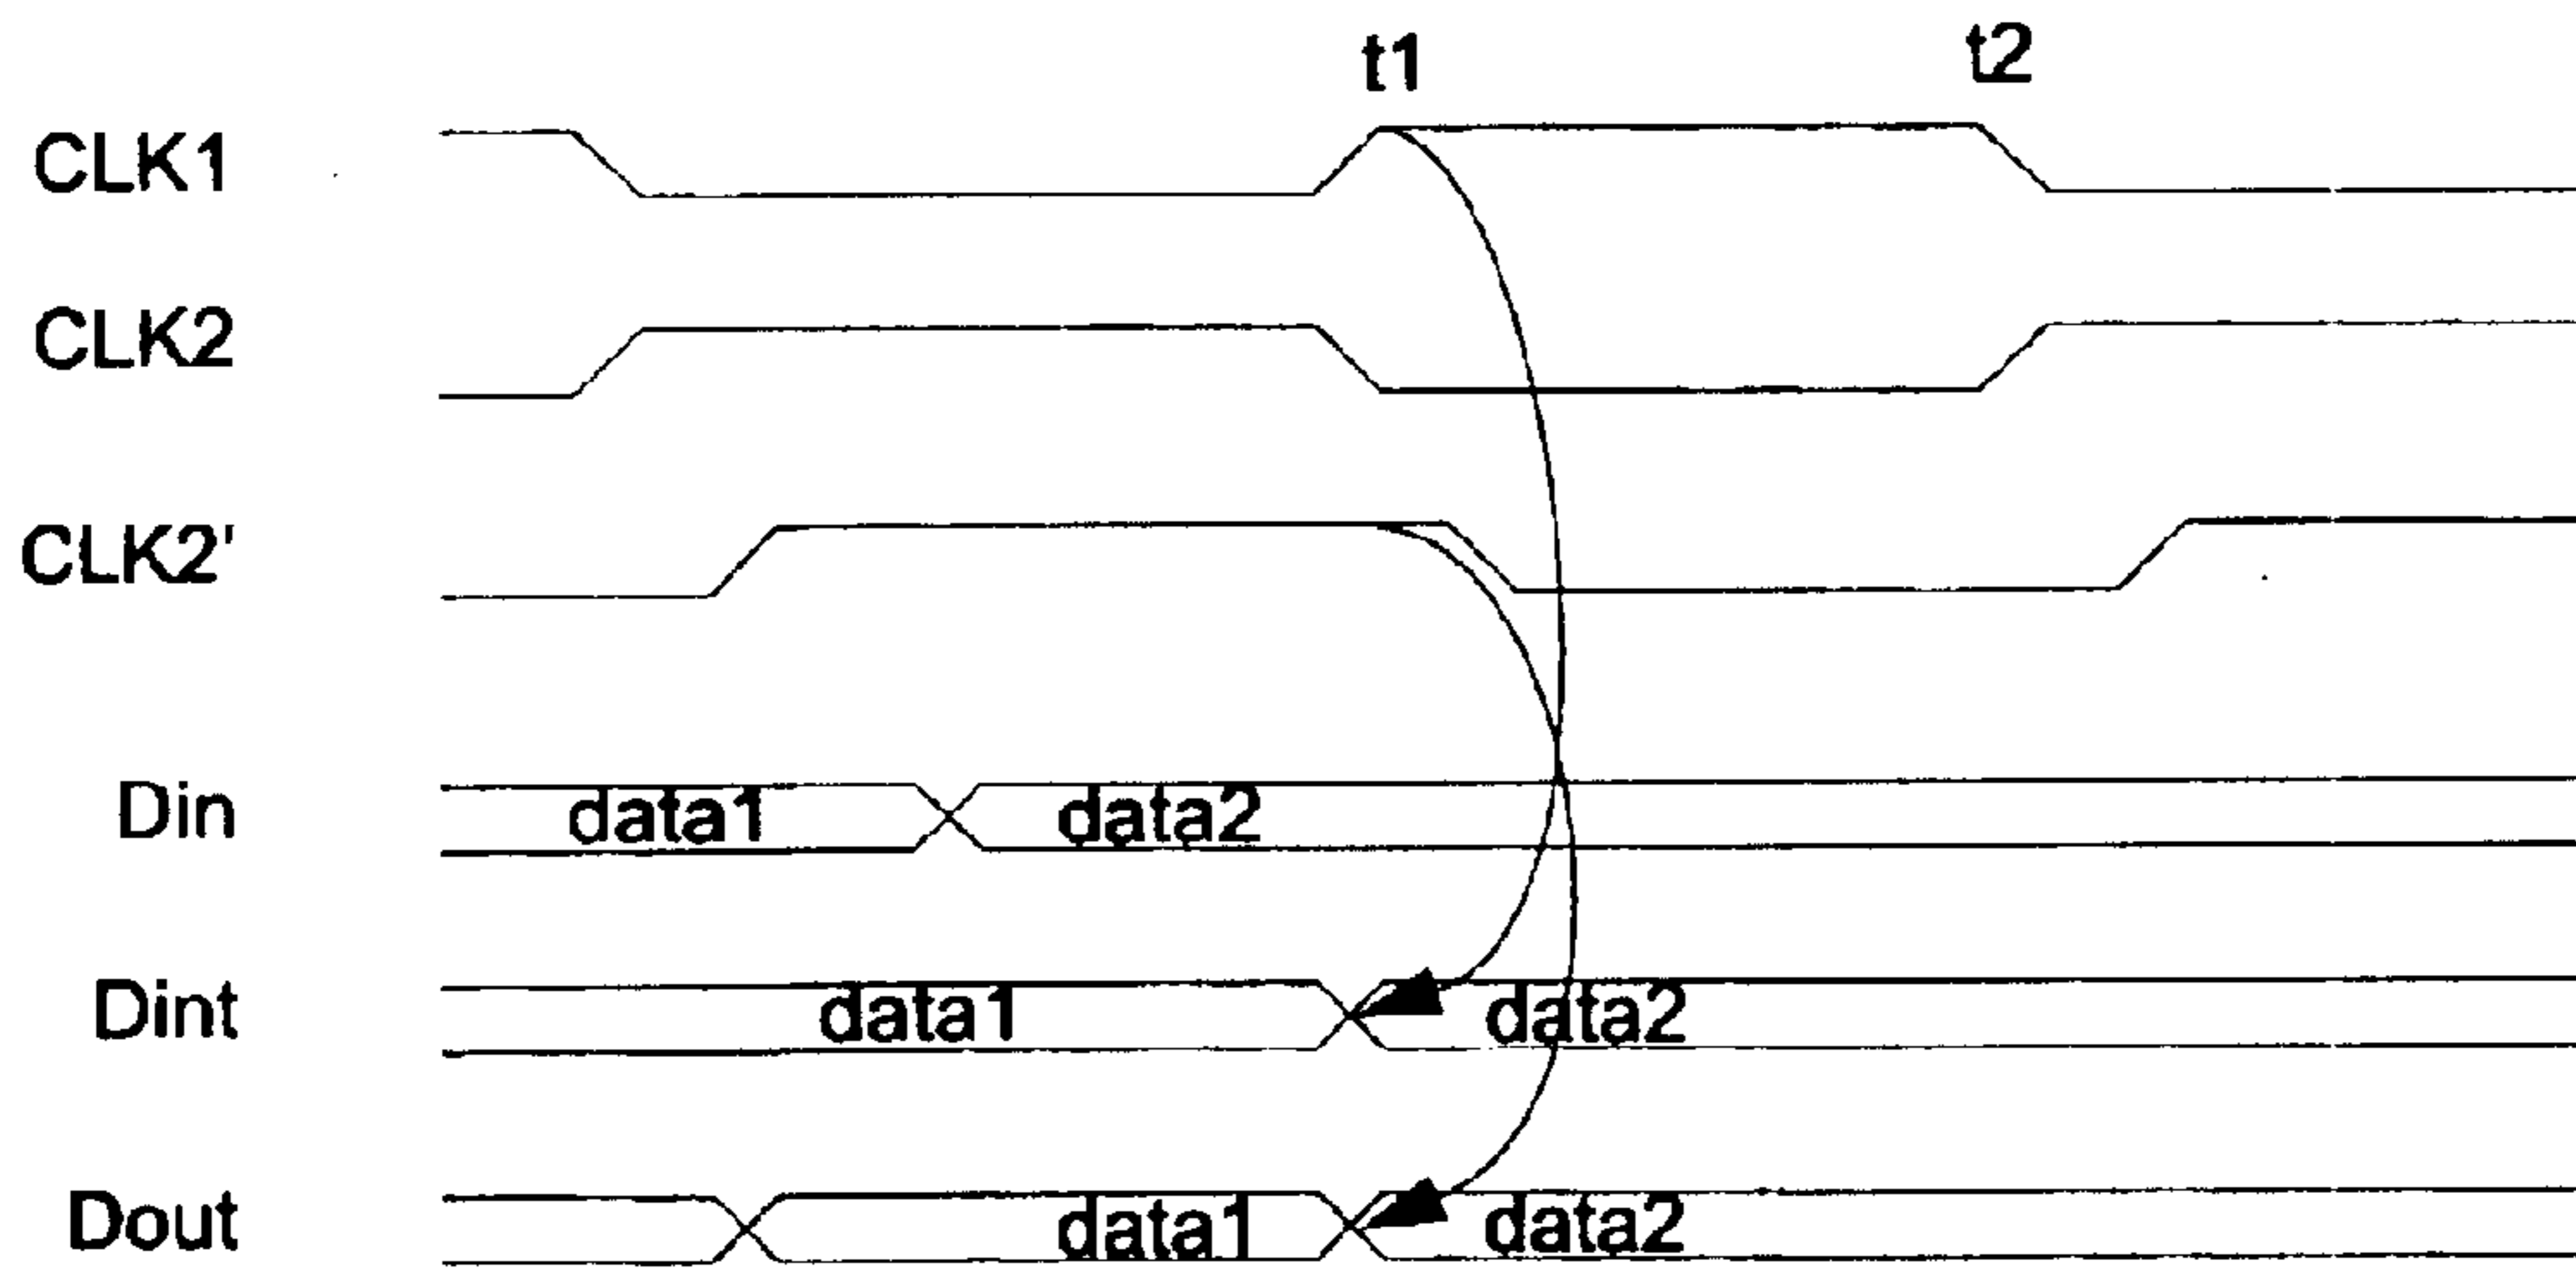 t1 t2
CLK1
CLK2
CLK2'
Din data1 data2
Dint data1 data2
Dout data1 data2